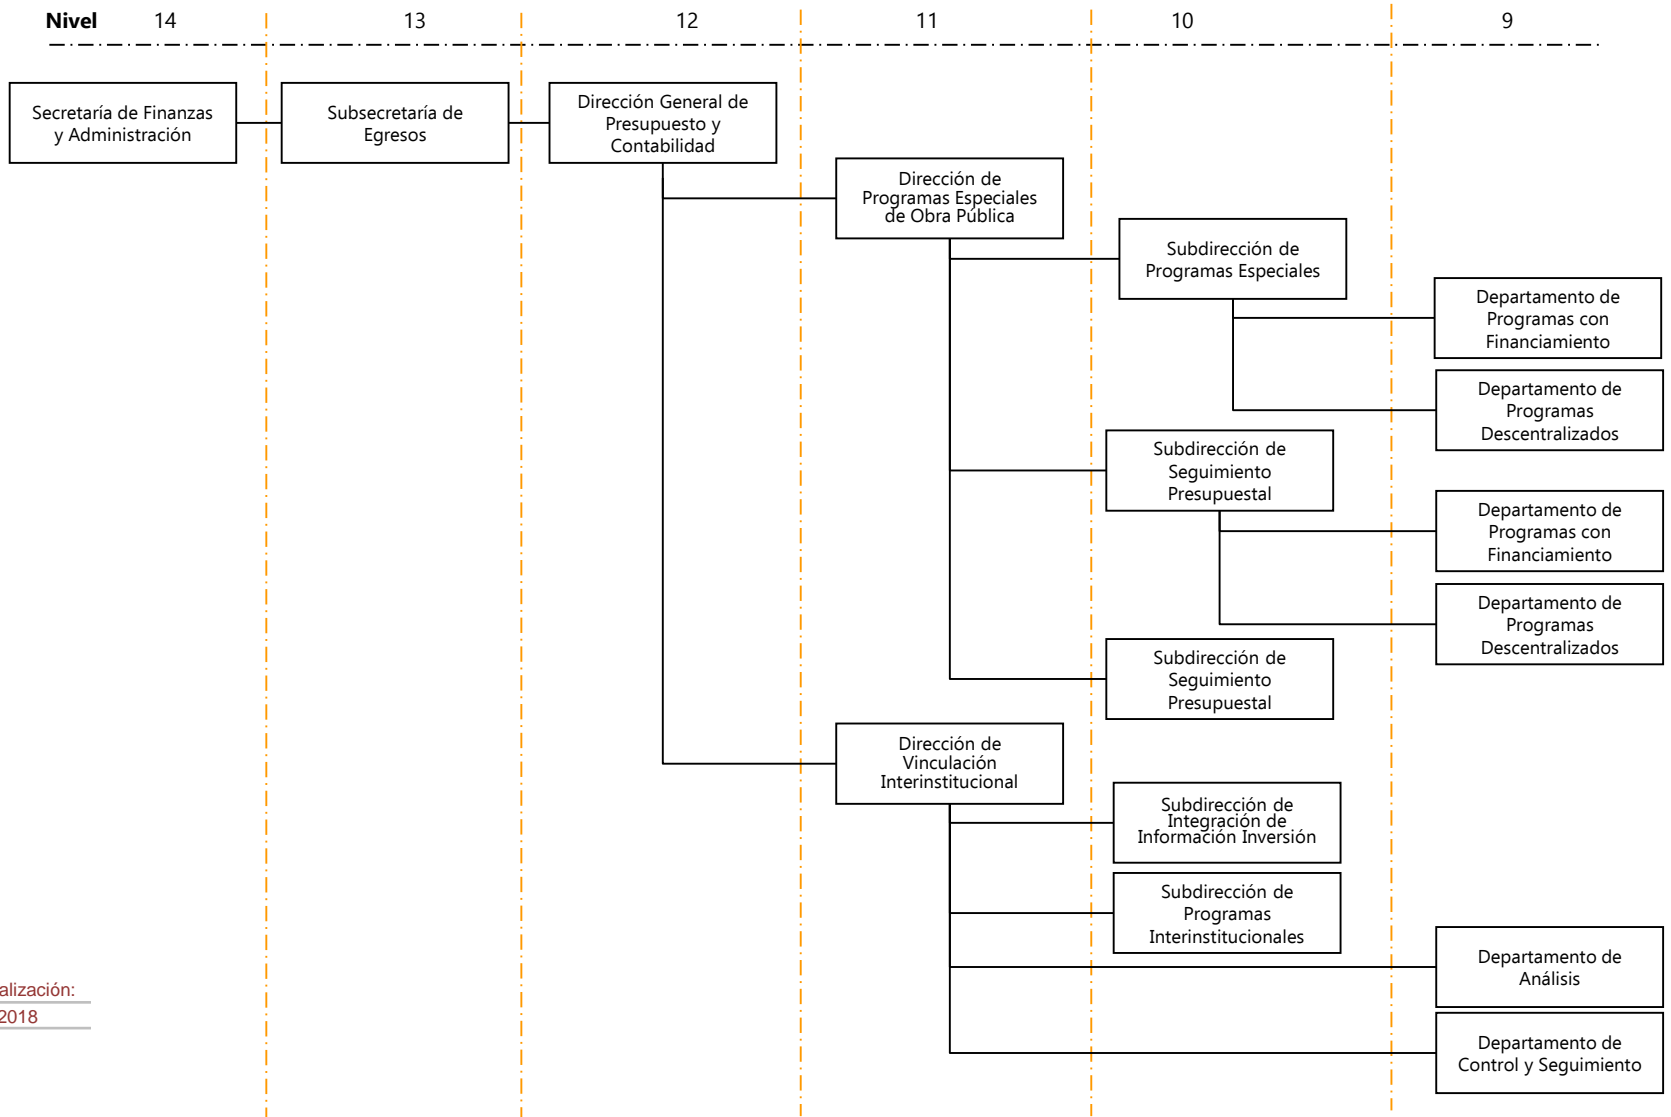 Nivel 14 13 12 11 10 9
Secretaría de Finanzas
y Administración
Subsecretaría de
Egresos
Dirección General de
Presupuesto y
Contabilidad
Dirección de
Programas Especiales
de Obra Pública
Subdirección de
Programas Especiales
Departamento de
Programas con
Financiamiento
Departamento de
Programas
Descentralizados
Subdirección de
Seguimiento
Presupuestal
Departamento de
Programas con
Financiamiento
Departamento de
Programas
Descentralizados
Subdirección de
Seguimiento
Presupuestal
Dirección de
Vinculación
Interinstitucional
Subdirección de
Integración de
Información Inversión
Subdirección de
Programas
Interinstitucionales
Departamento de
Análisis
Departamento de
Control y Seguimiento
alización:
2018